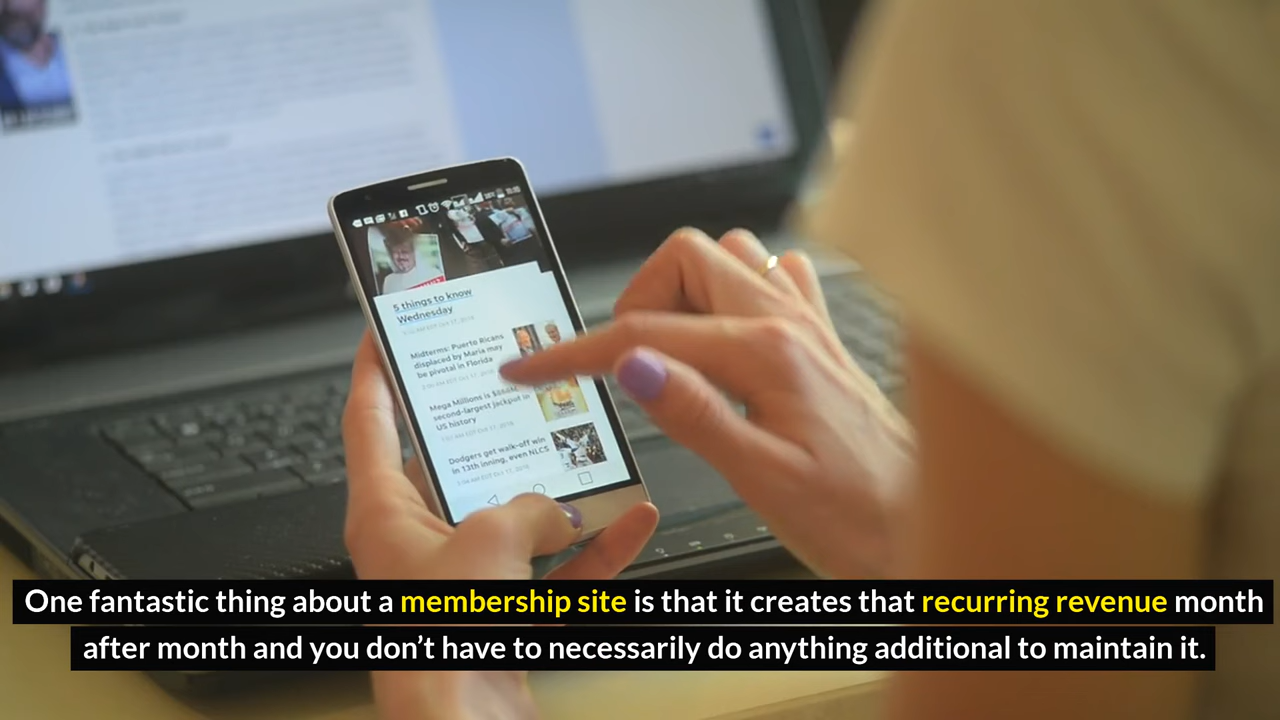 5 things to know
Wednesday
Midterms: Puerto Ricans
displaced by Maria may
be pivotal in Florida
Mega Millions is
second-largest jackpot in
US history
Dodgers get walk-off win
in 13th inning, even NLCS
One fantastic thing about a membership site is that it creates that recurring revenue month
after month and you don’t have to necessarily do anything additional to maintain it.